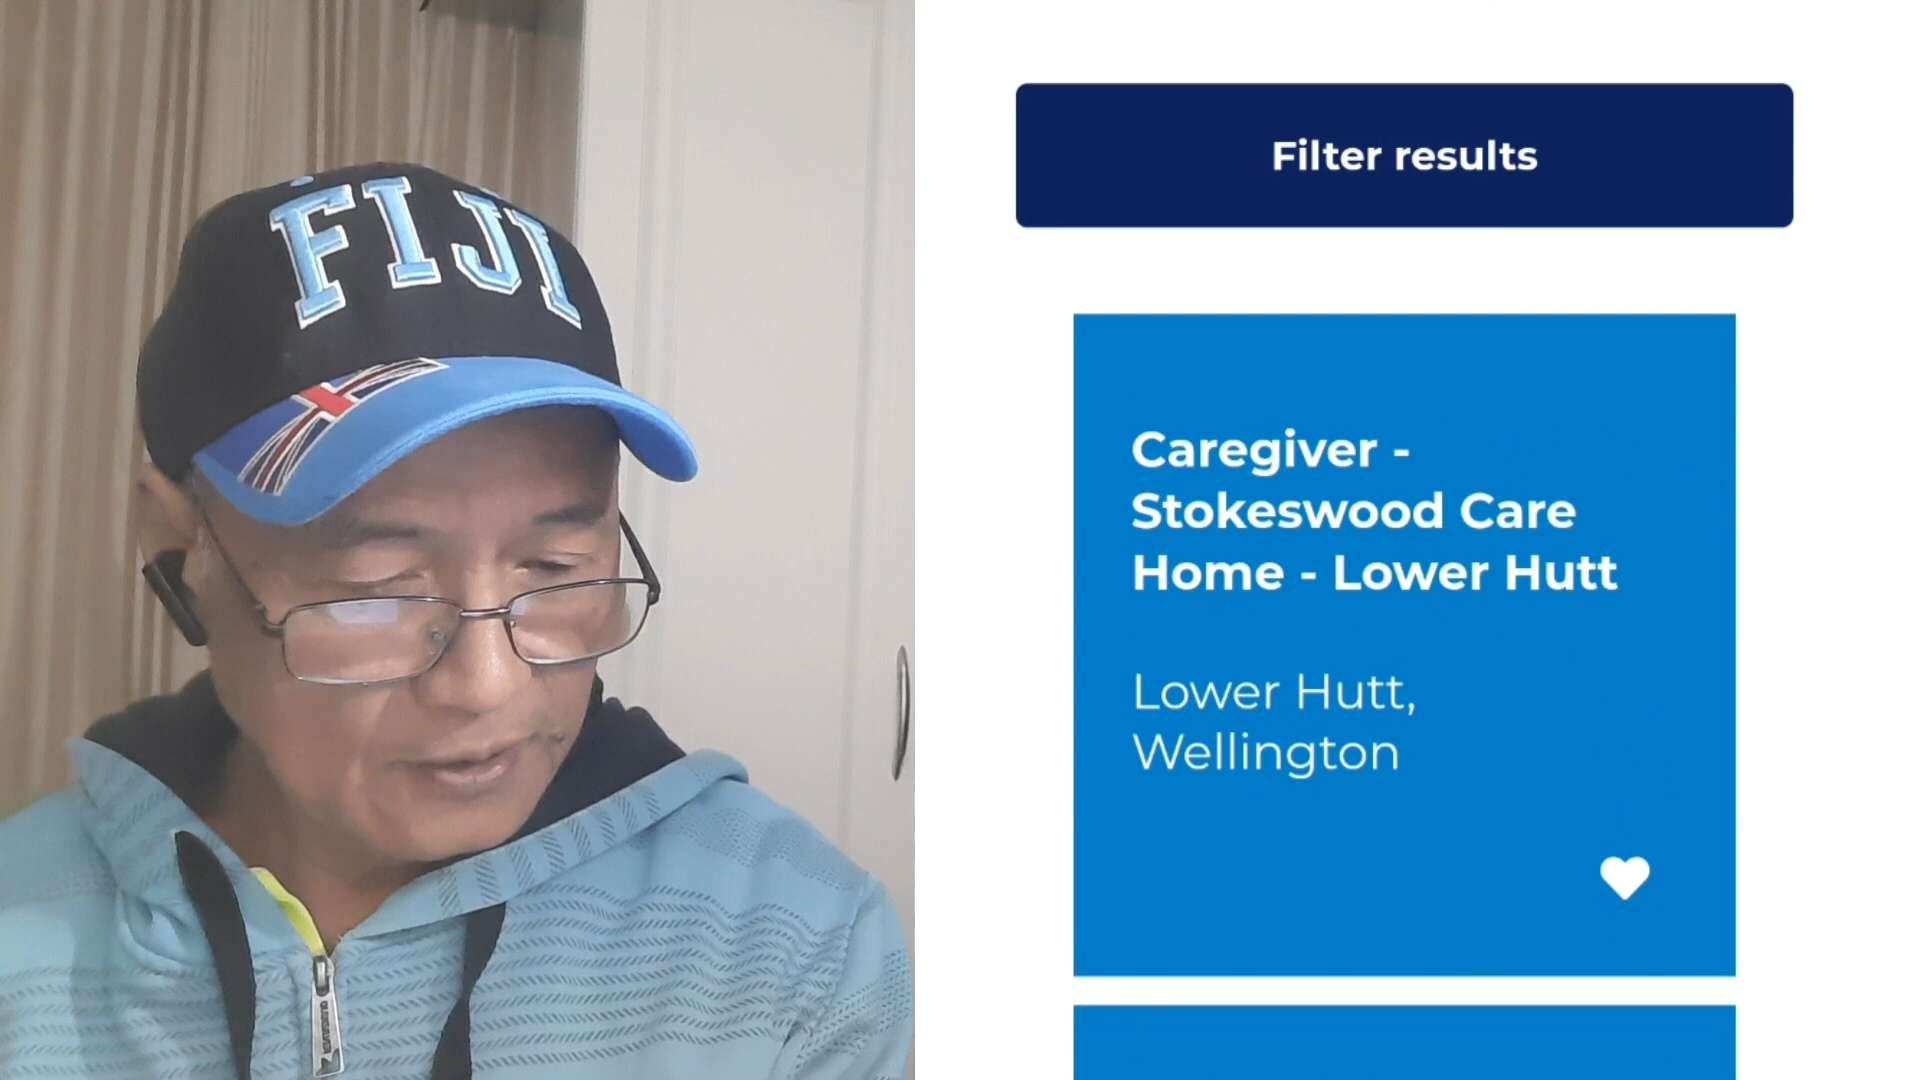 FIJI
Filter results
Caregiver -
Stokeswood Care
Home - Lower Hutt
Lower Hutt,
Wellington